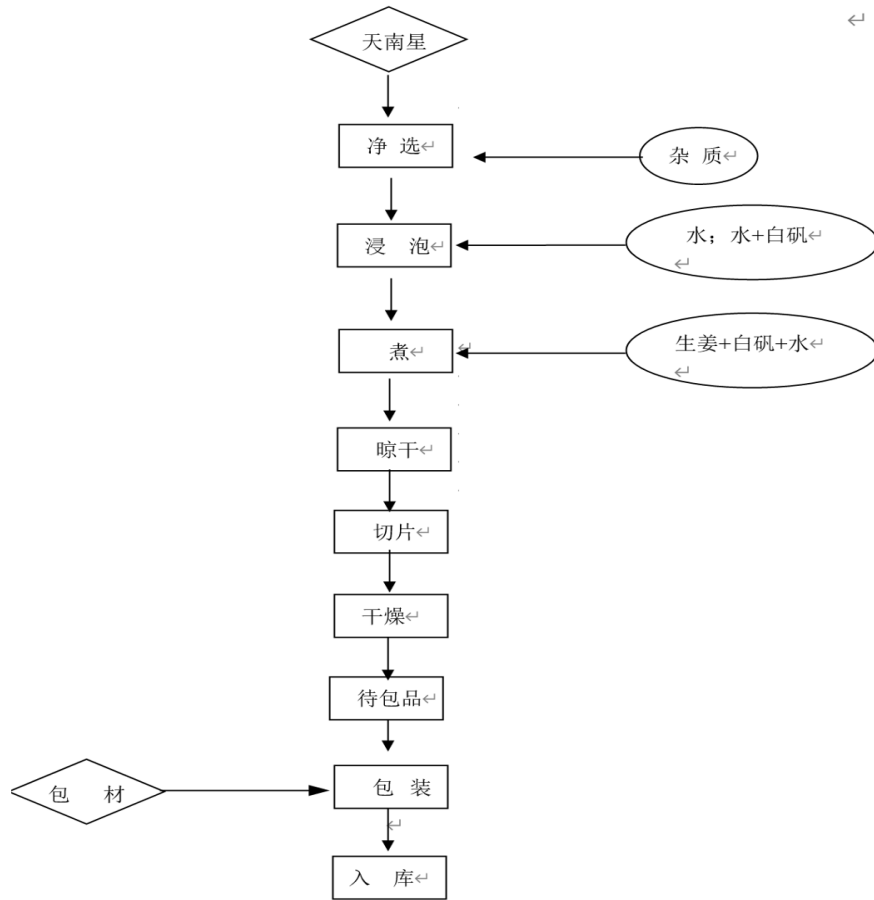 天南星
净 选
杂 质
浸 泡
水；水+白矾
煮
生姜+白矾+水
晾干
切片
干燥
待包品
包 材
包 装
入 库